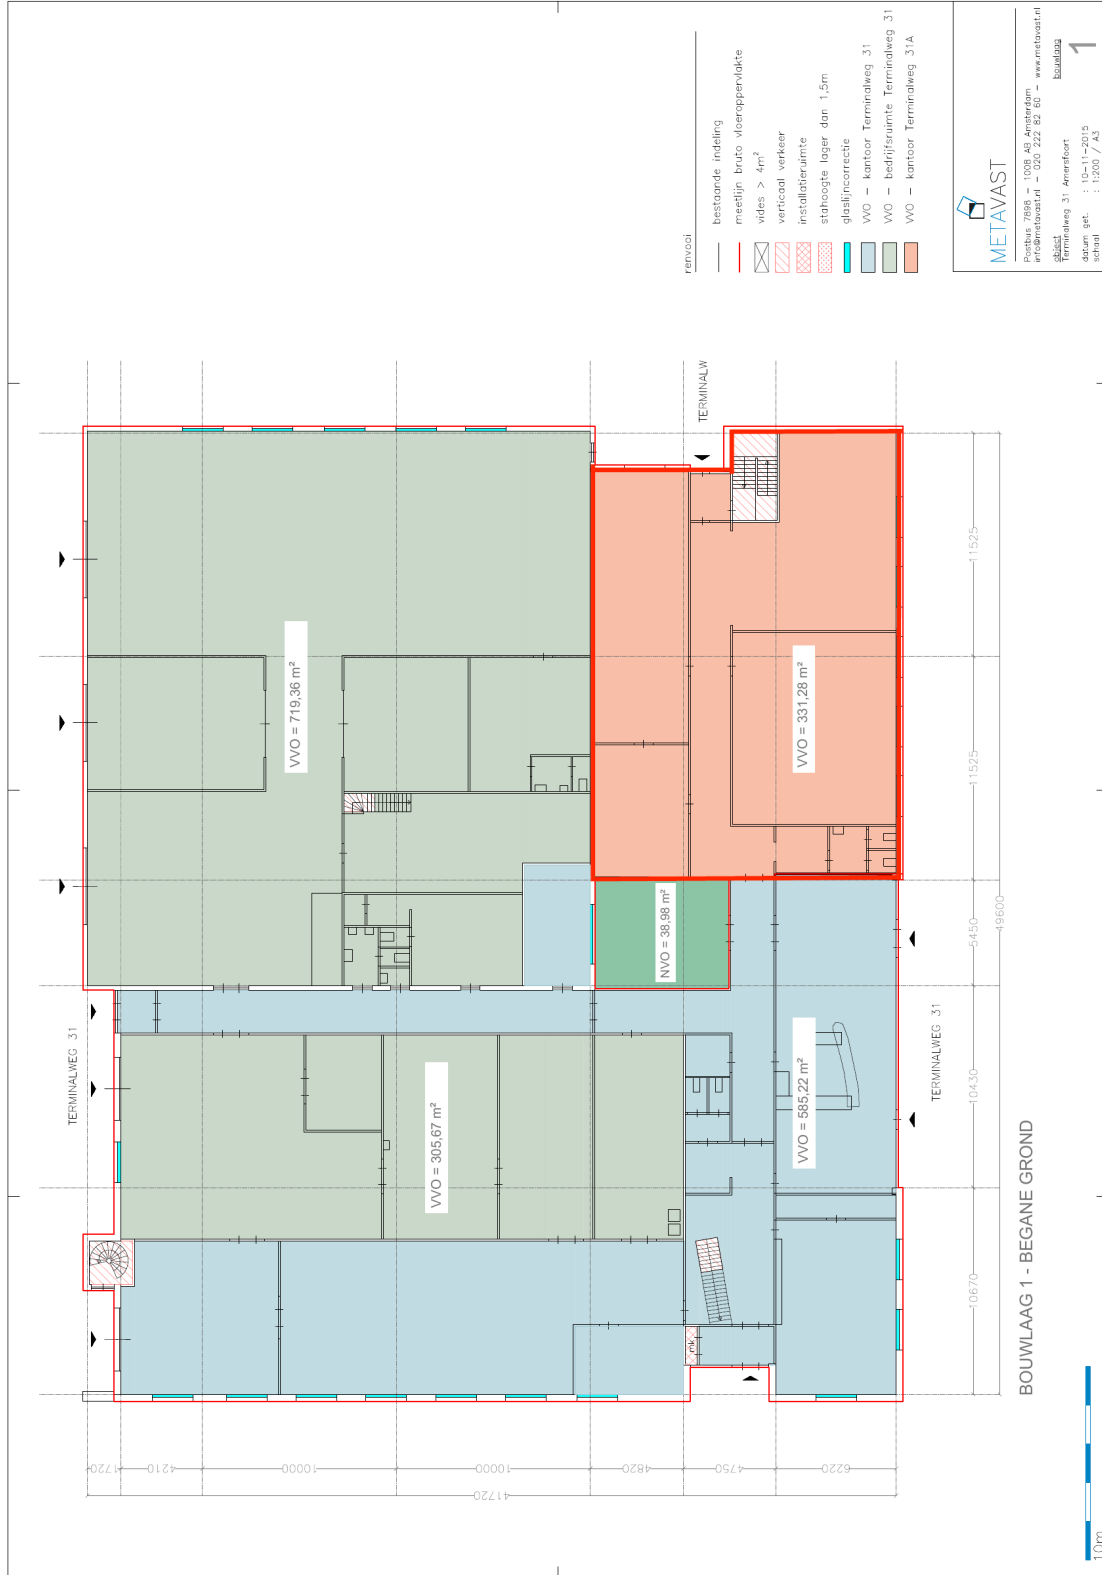 renvooi
bestaande indeling
meetlijn bruto vloeroppervlakte
vides > 4m²
verticaal verkeer
installatieruimte
stahoogte lager dan 1,5m
glaslijncorrectie
VVO – kantoor Terminalweg 31
VVO – bedrijfsruimte Terminalweg 31
VVO – kantoor Terminalweg 31A
METAVAST
Postbus 7898 – 1008 AB Amsterdam
info@metavast.nl – 020 222 82 60 – www.metavast.nl
object
bouwlaag
Terminalweg 31 Amersfoort
1
datum get. : 10-11-2015
schaal : 1:200 / A3
TERMINALWEG 31
TERMINALW
VVO = 719,36 m²
VVO = 331,28 m²
NVO = 38,98 m²
VVO = 305,67 m²
VVO = 585,22 m²
mk
TERMINALWEG 31
1720
4210
10000
10000
4820
4750
6220
41720
10670
10430
5450
11525
11525
49600
BOUWLAAG 1 - BEGANE GROND
10m